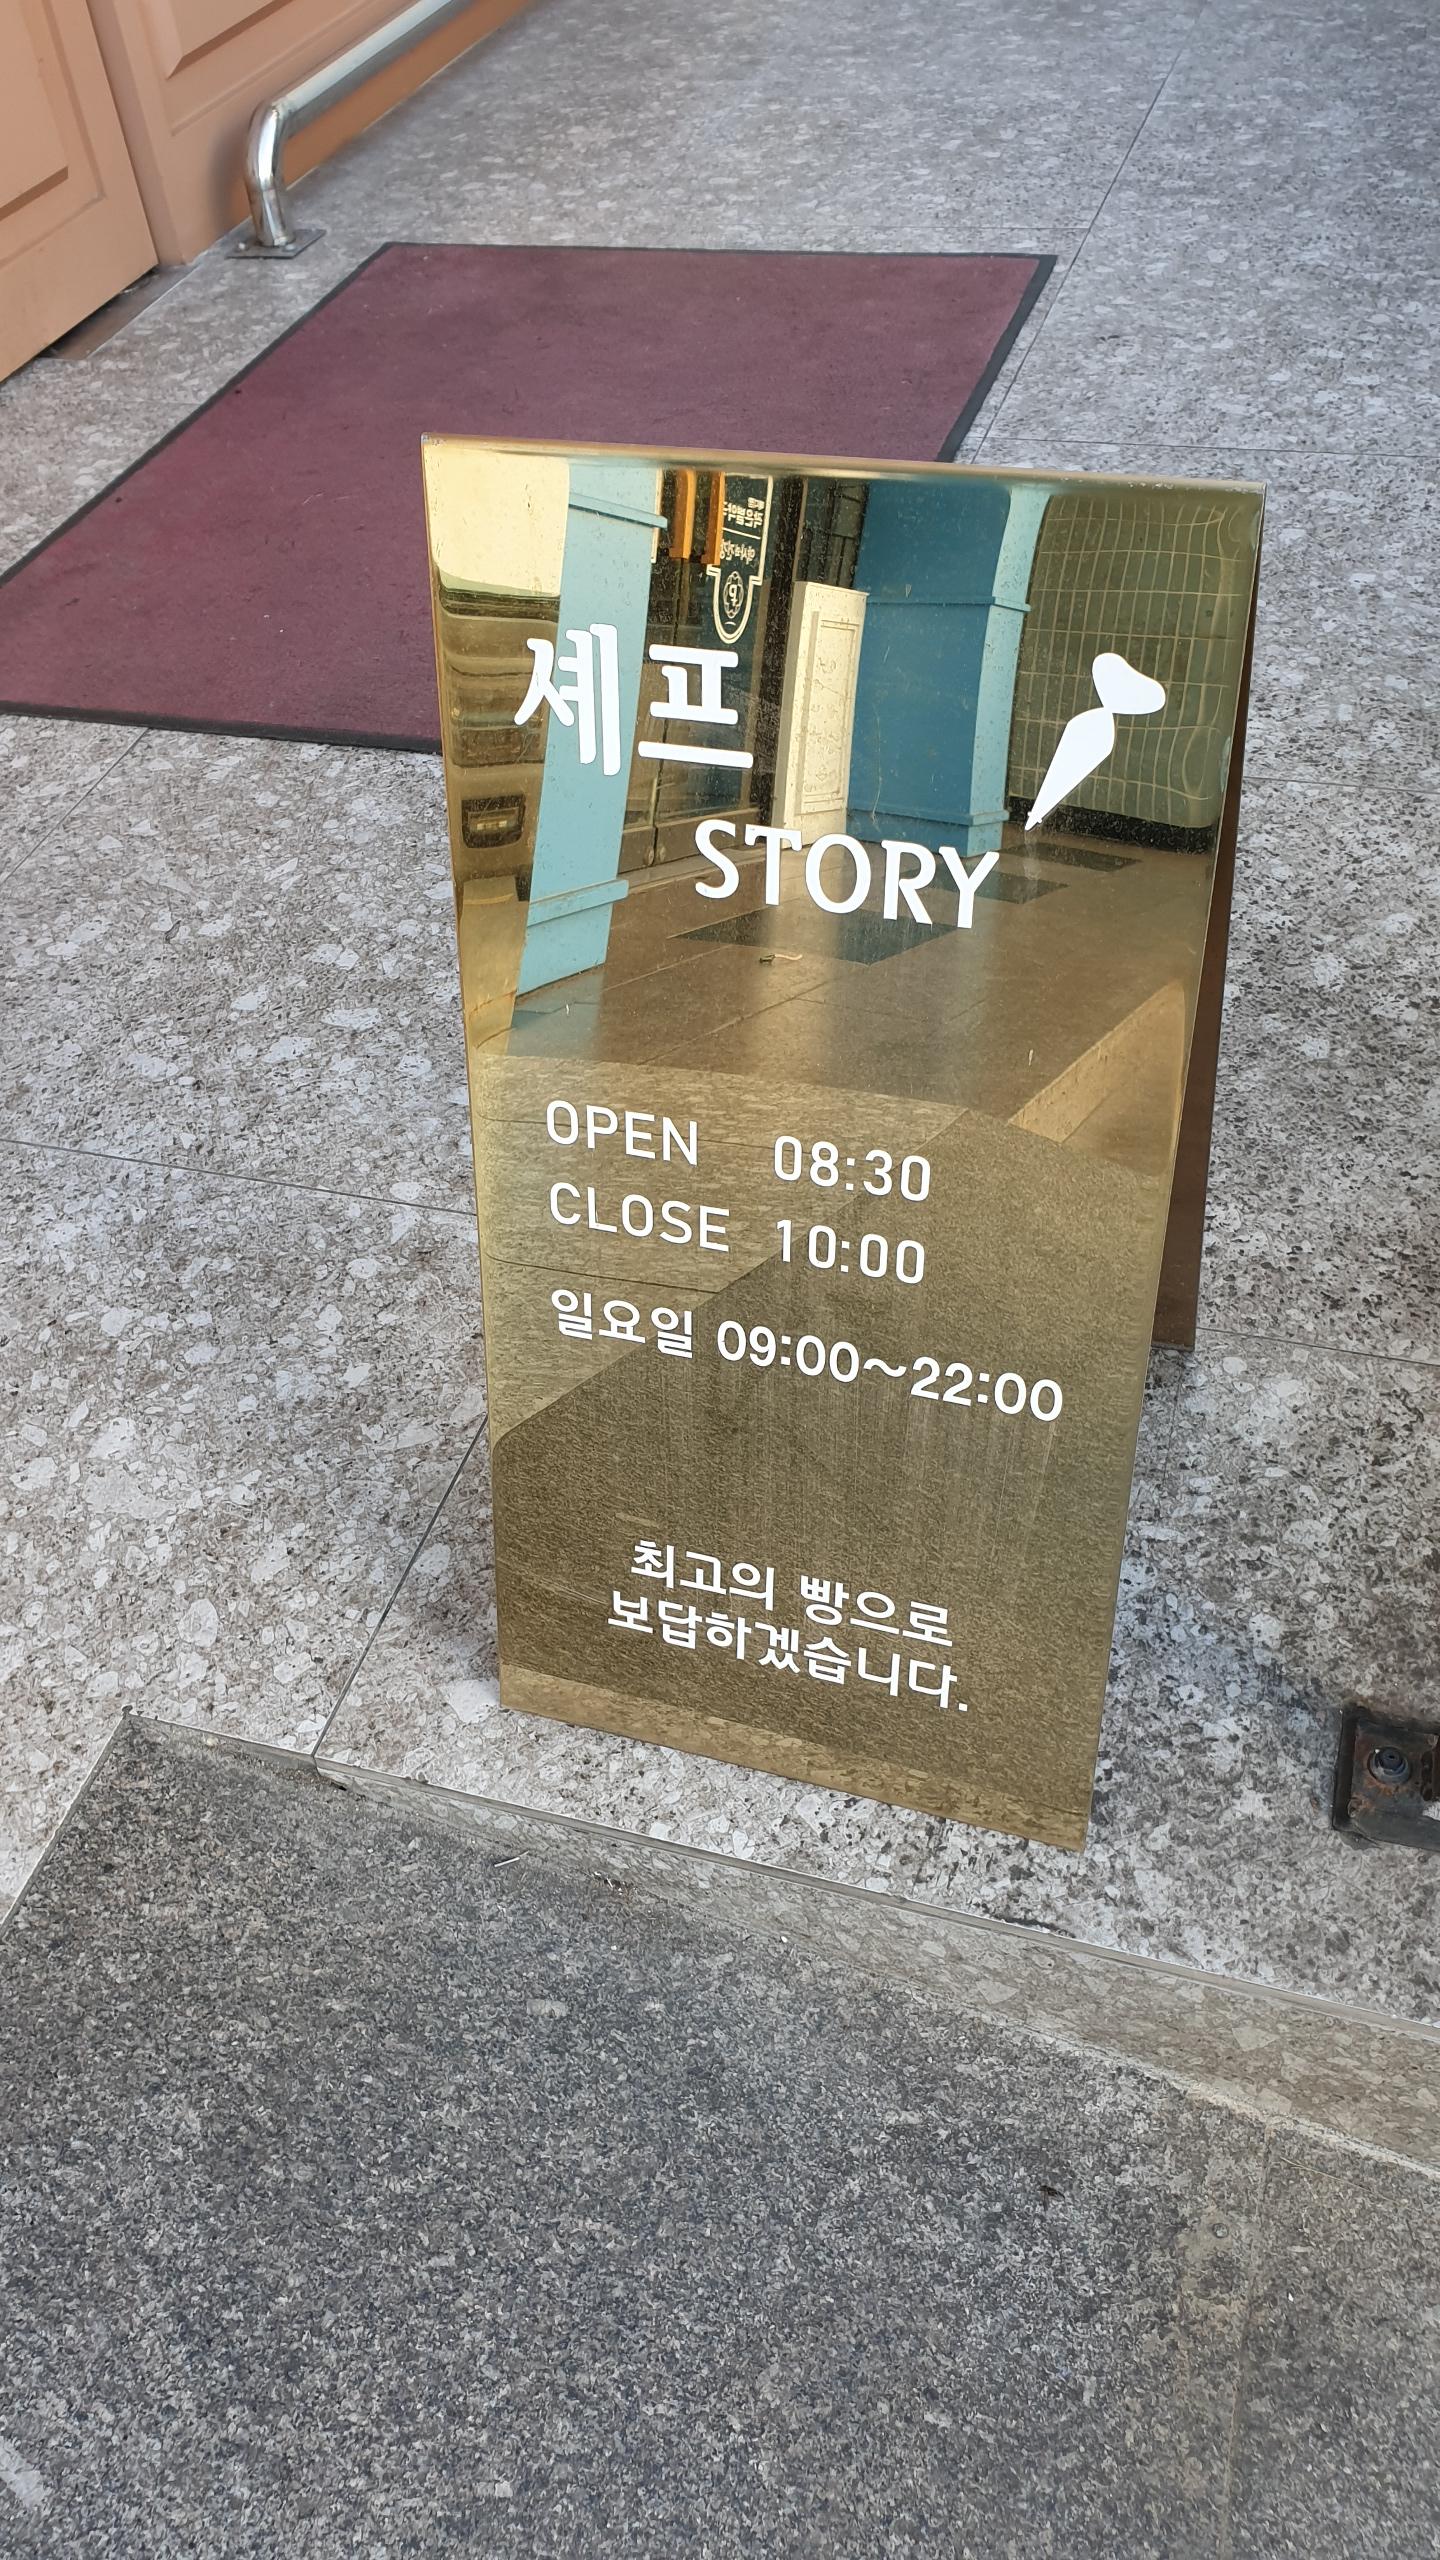 셰프
STORY
OPEN 08:30
CLOSE 10:00
일요일 09:00~22:00
최고의 빵으로
보답하겠습니다.